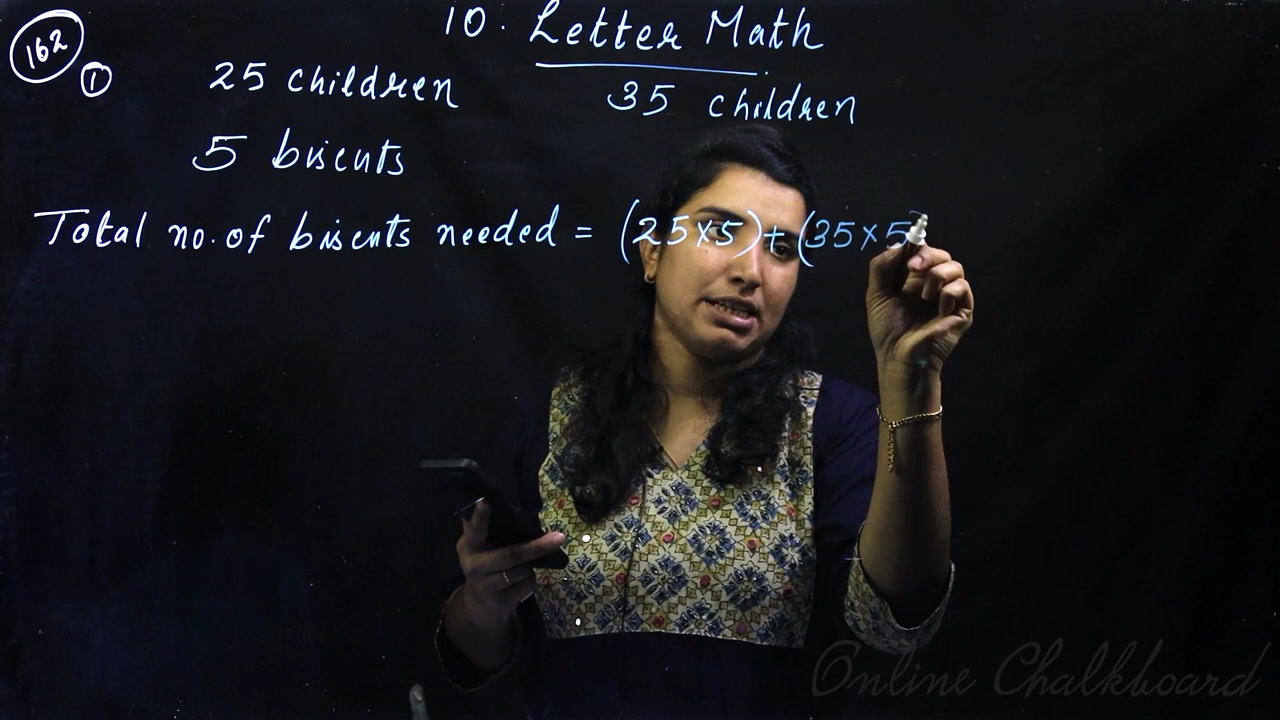 10. Letter Math
162
1 25 children 35 children
5 biscuits
Total no. of biscuits needed = (25×5)+(35×5
Online Chalkboard